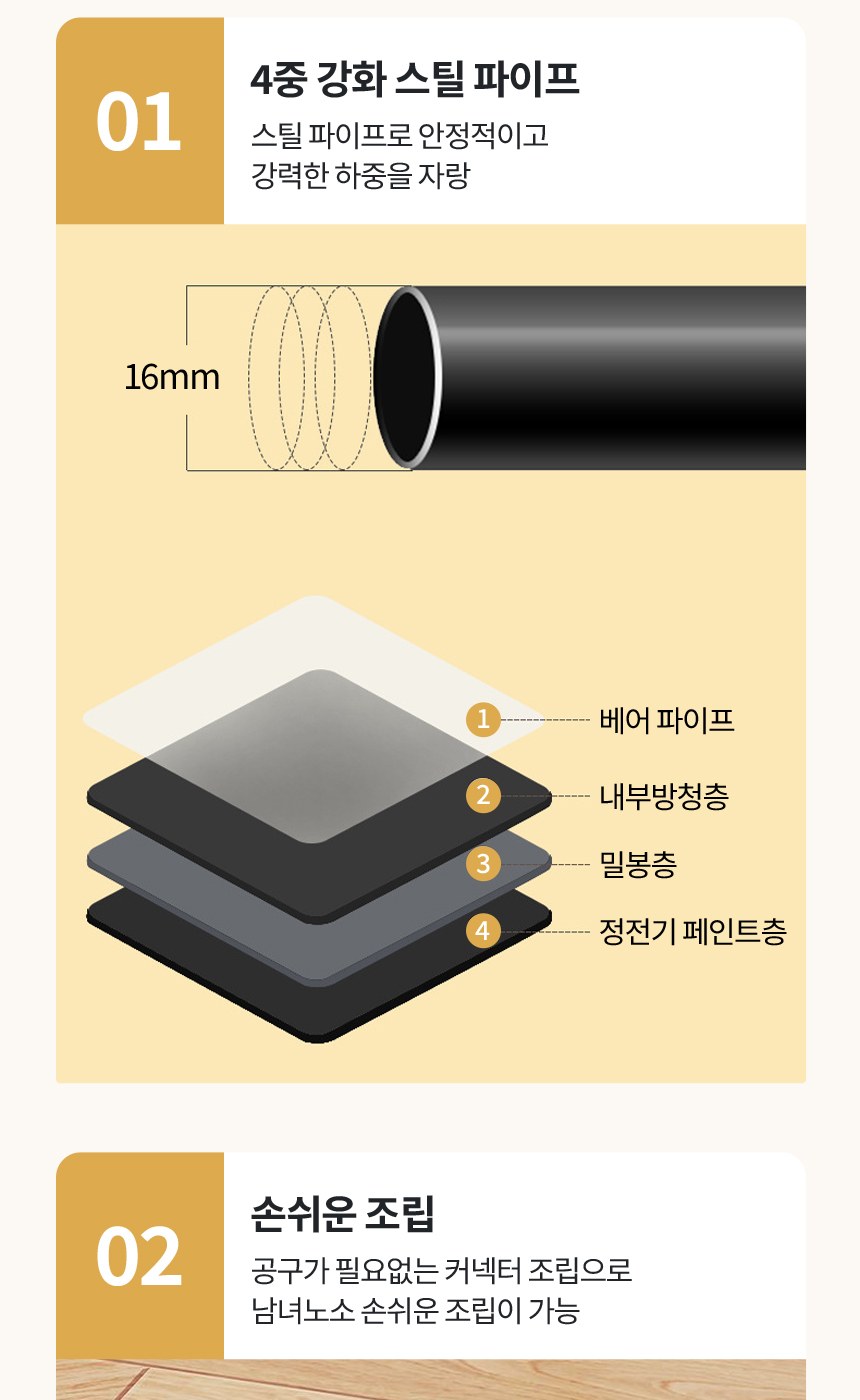 01
4중 강화 스틸 파이프
스틸 파이프로 안정적이고
강력한 하중을 자랑
16mm
1 베어 파이프
2 내부방청층
3 밀봉층
4 정전기 페인트층
02
손쉬운 조립
공구가 필요없는 커넥터 조립으로
남녀노소 손쉬운 조립이 가능